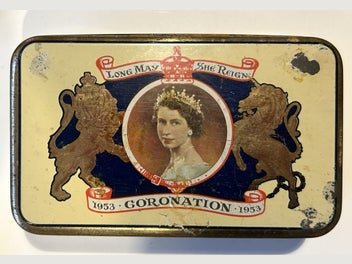 LONG MAY SHE REIGN
1953 · CORONATION · 1953